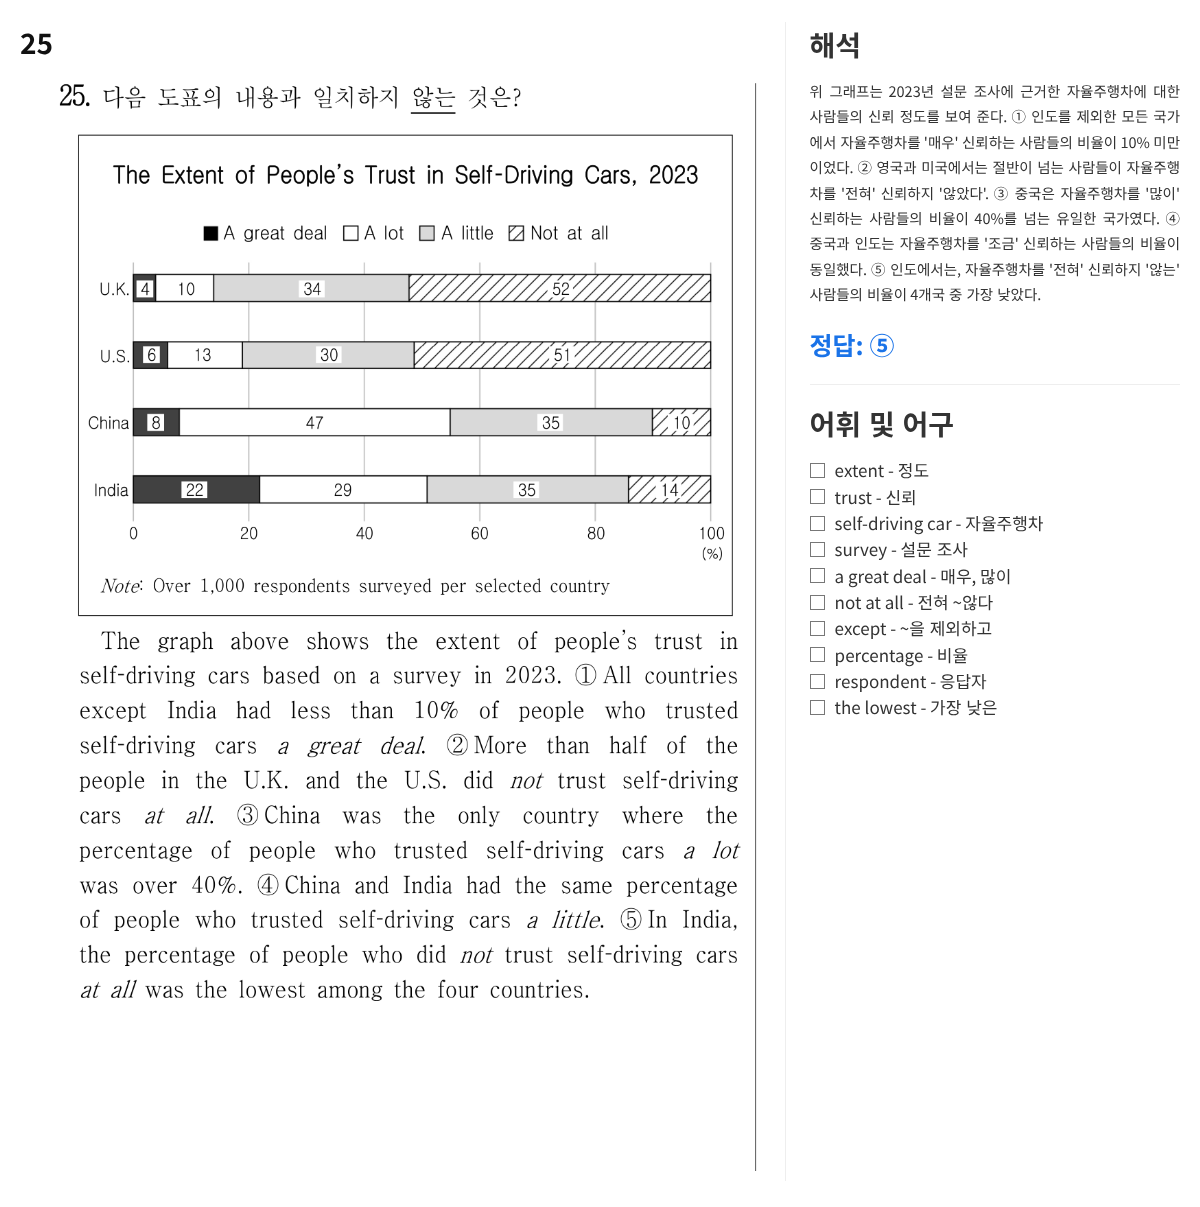 25
25. 다음 도표의 내용과 일치하지 않는 것은?
The Extent of People's Trust in Self-Driving Cars, 2023
A great deal A lot A little Not at all
U.K. 4 10 34 52
U.S. 6 13 30 51
China 8 47 35 10
India 22 29 35 14
0 20 40 60 80 100
(%)
Note: Over 1,000 respondents surveyed per selected country
The graph above shows the extent of people's trust in
self-driving cars based on a survey in 2023. ① All countries
except India had less than 10% of people who trusted
self-driving cars a great deal. ② More than half of the
people in the U.K. and the U.S. did not trust self-driving
cars at all. ③ China was the only country where the
percentage of people who trusted self-driving cars a lot
was over 40%. ④ China and India had the same percentage
of people who trusted self-driving cars a little. ⑤ In India,
the percentage of people who did not trust self-driving cars
at all was the lowest among the four countries.
해석
위 그래프는 2023년 설문 조사에 근거한 자율주행차에 대한
사람들의 신뢰 정도를 보여 준다. ① 인도를 제외한 모든 국가
에서 자율주행차를 '매우' 신뢰하는 사람들의 비율이 10% 미만
이었다. ② 영국과 미국에서는 절반이 넘는 사람들이 자율주행
차를 '전혀' 신뢰하지 '않았다'. ③ 중국은 자율주행차를 '많이'
신뢰하는 사람들의 비율이 40%를 넘는 유일한 국가였다. ④
중국과 인도는 자율주행차를 '조금' 신뢰하는 사람들의 비율이
동일했다. ⑤ 인도에서는, 자율주행차를 '전혀' 신뢰하지 '않는'
사람들의 비율이 4개국 중 가장 낮았다.
정답: ⑤
어휘 및 어구
extent - 정도
trust - 신뢰
self-driving car - 자율주행차
survey - 설문 조사
a great deal - 매우, 많이
not at all - 전혀 ~않다
except - ~을 제외하고
percentage - 비율
respondent - 응답자
the lowest - 가장 낮은